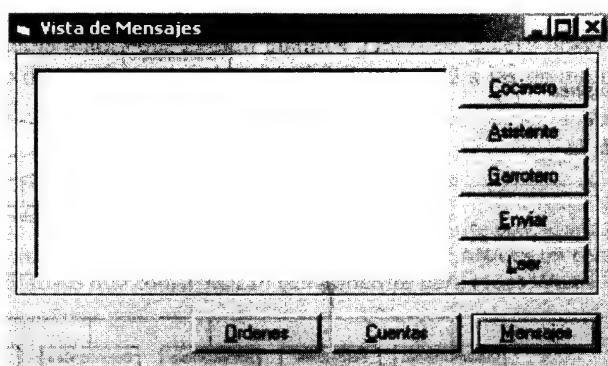 Vista de Mensajes
Cocinero
Asistente
Garrotero
Enviar
Leer
Ordenes
Cuentas
Mensajes